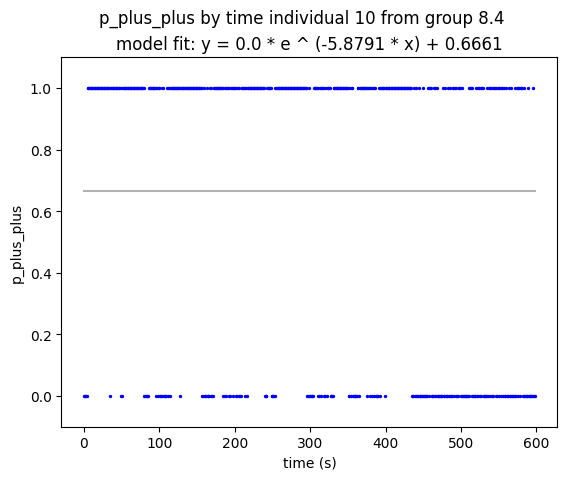 p_plus_plus by time individual 10 from group 8.4
model fit: y = 0.0 * e ^ (-5.8791 * x) + 0.6661
1.0
0.8
0.6
0.4
0.2
0.0
p_plus_plus
0 100 200 300 400 500 600
time (s)